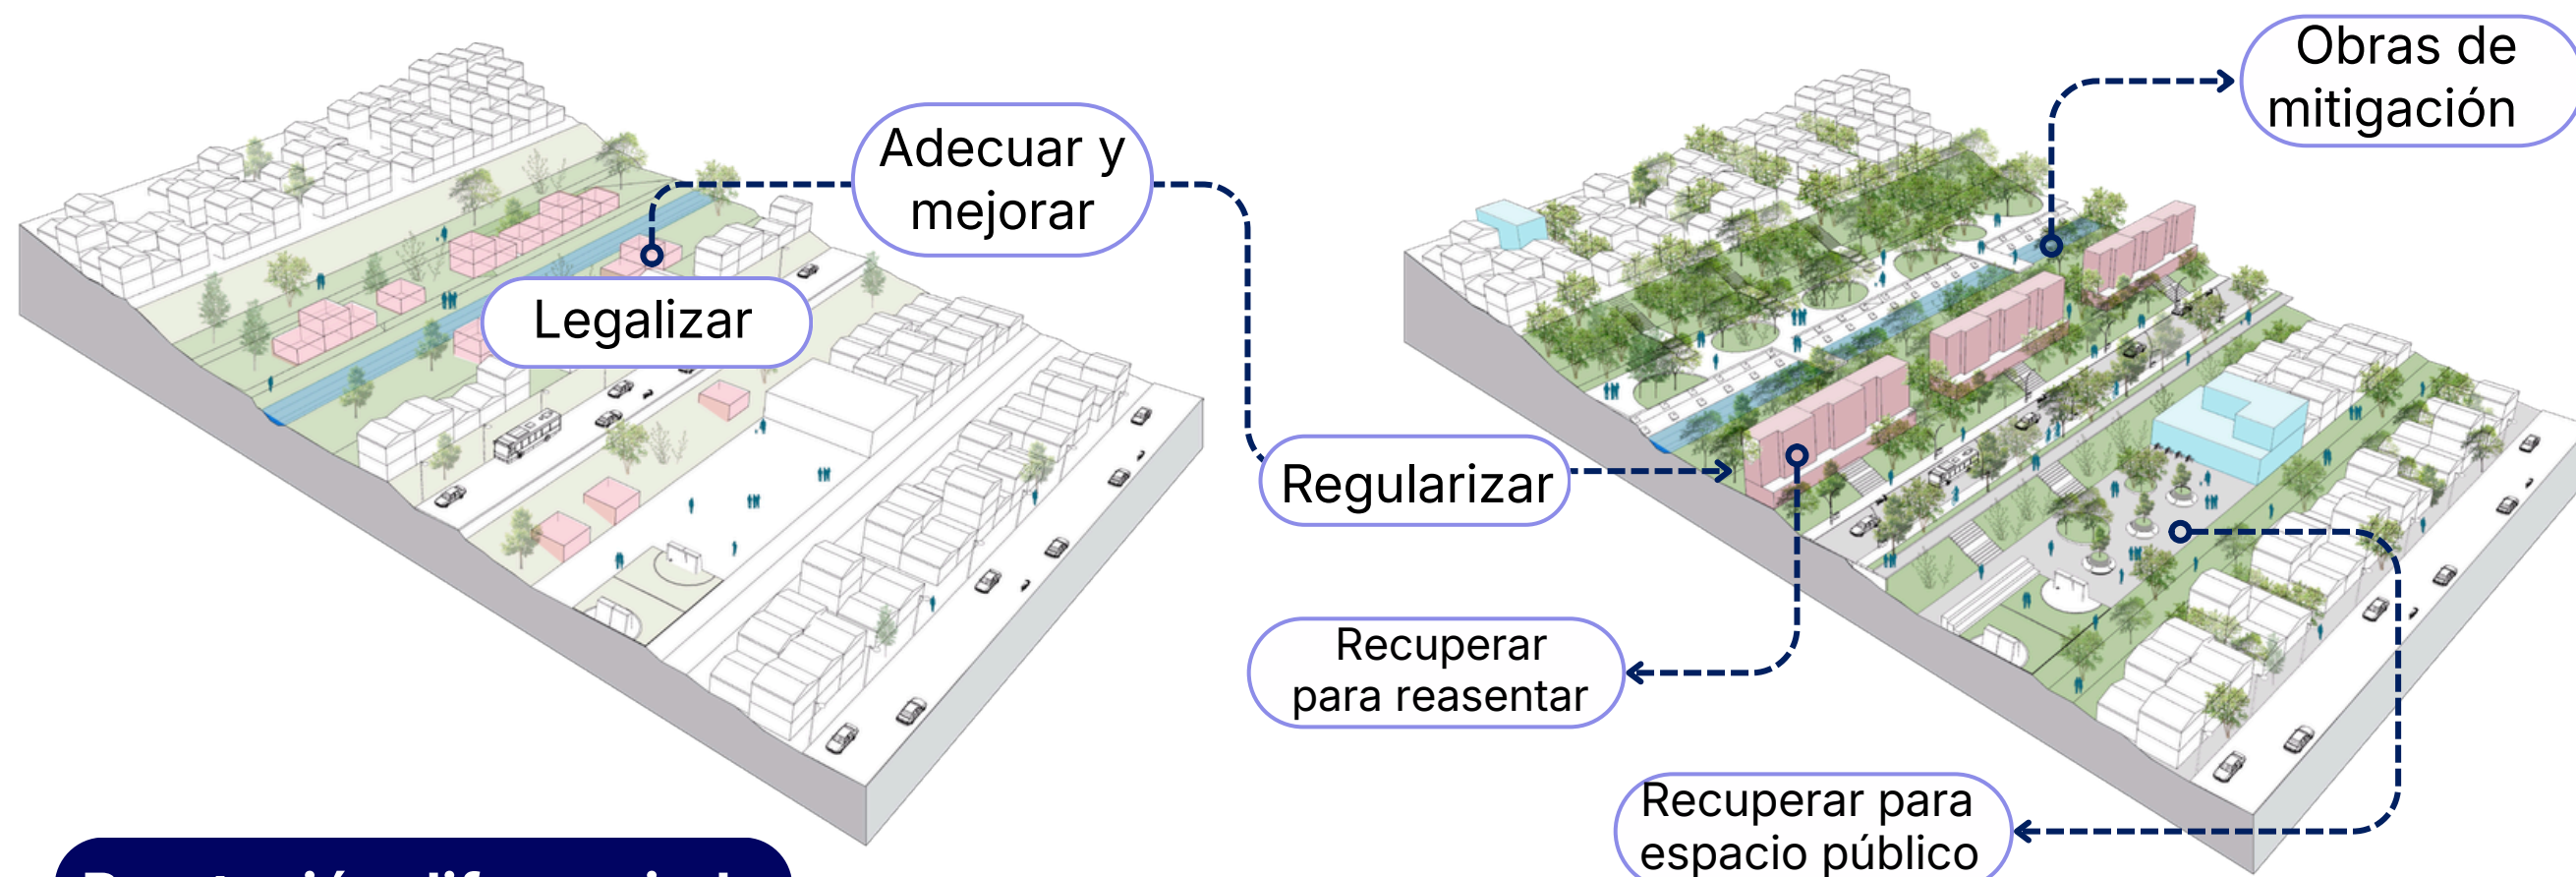 Obras de
mitigación
Adecuar y
mejorar
Legalizar
Regularizar
Recuperar
para reasentar
Recuperar para
espacio público